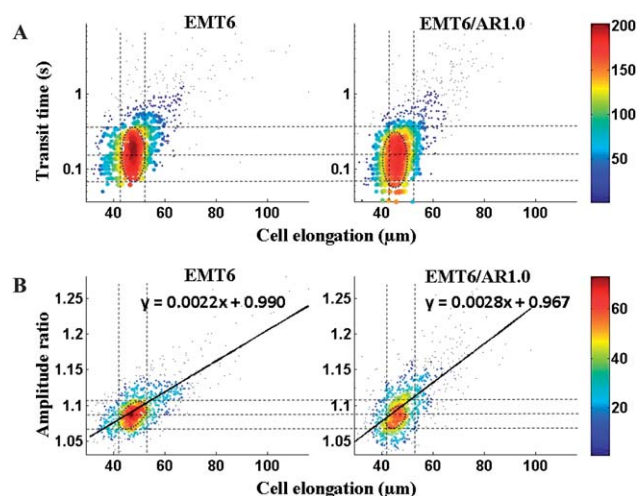 A
EMT6
EMT6/AR1.0
Transit time (s)
1
0.1
1
0.1
40 60 80 100
40 60 80 100
Cell elongation (µm)
Cell elongation (µm)
200
150
100
50
B
EMT6
EMT6/AR1.0
Amplitude ratio
y = 0.0022x + 0.990
y = 0.0028x + 0.967
1.25
1.2
1.15
1.1
1.05
1.25
1.2
1.15
1.1
1.05
40 60 80 100
40 60 80 100
Cell elongation (µm)
Cell elongation (µm)
60
40
20